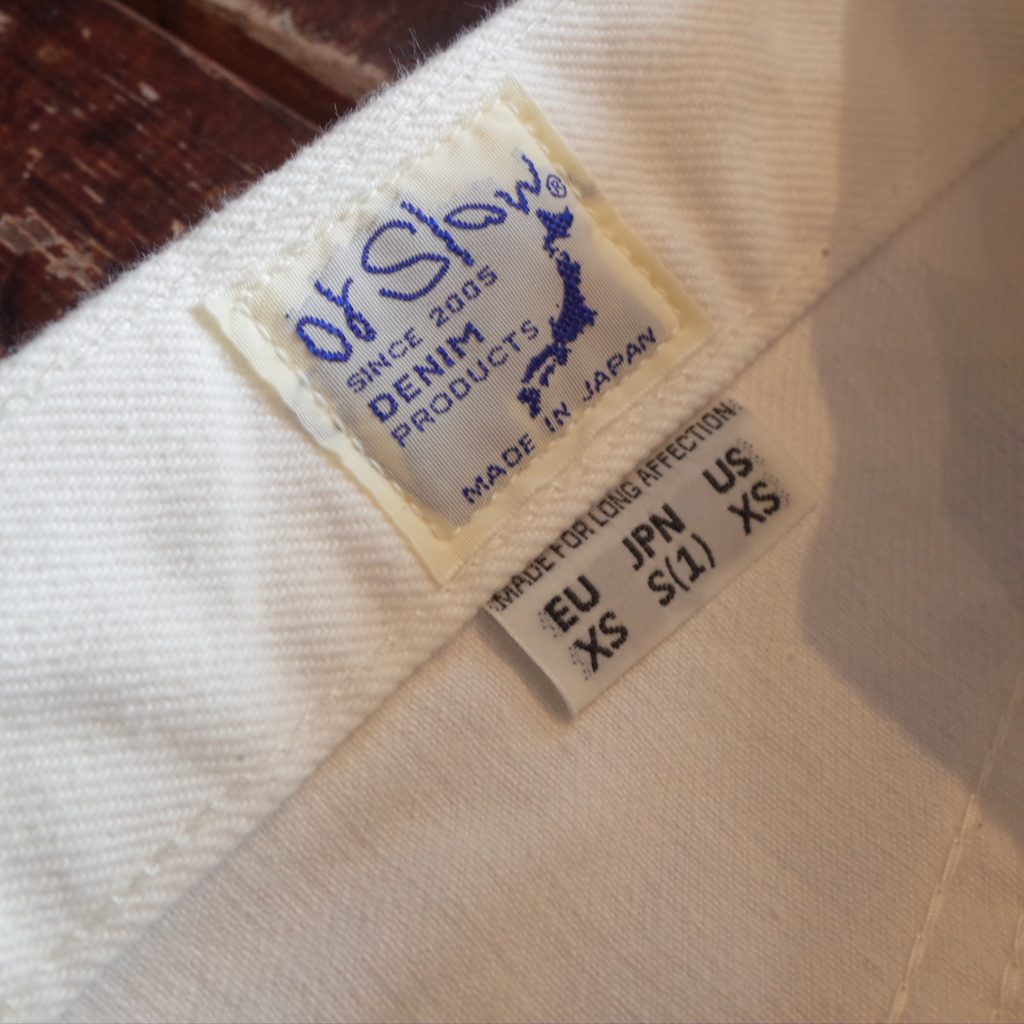 orSlow®
SINCE 2005
DENIM
PRODUCTS
MADE IN JAPAN
MADE FOR LONG AFFECTION
EU JPN US
XS S(1) XS